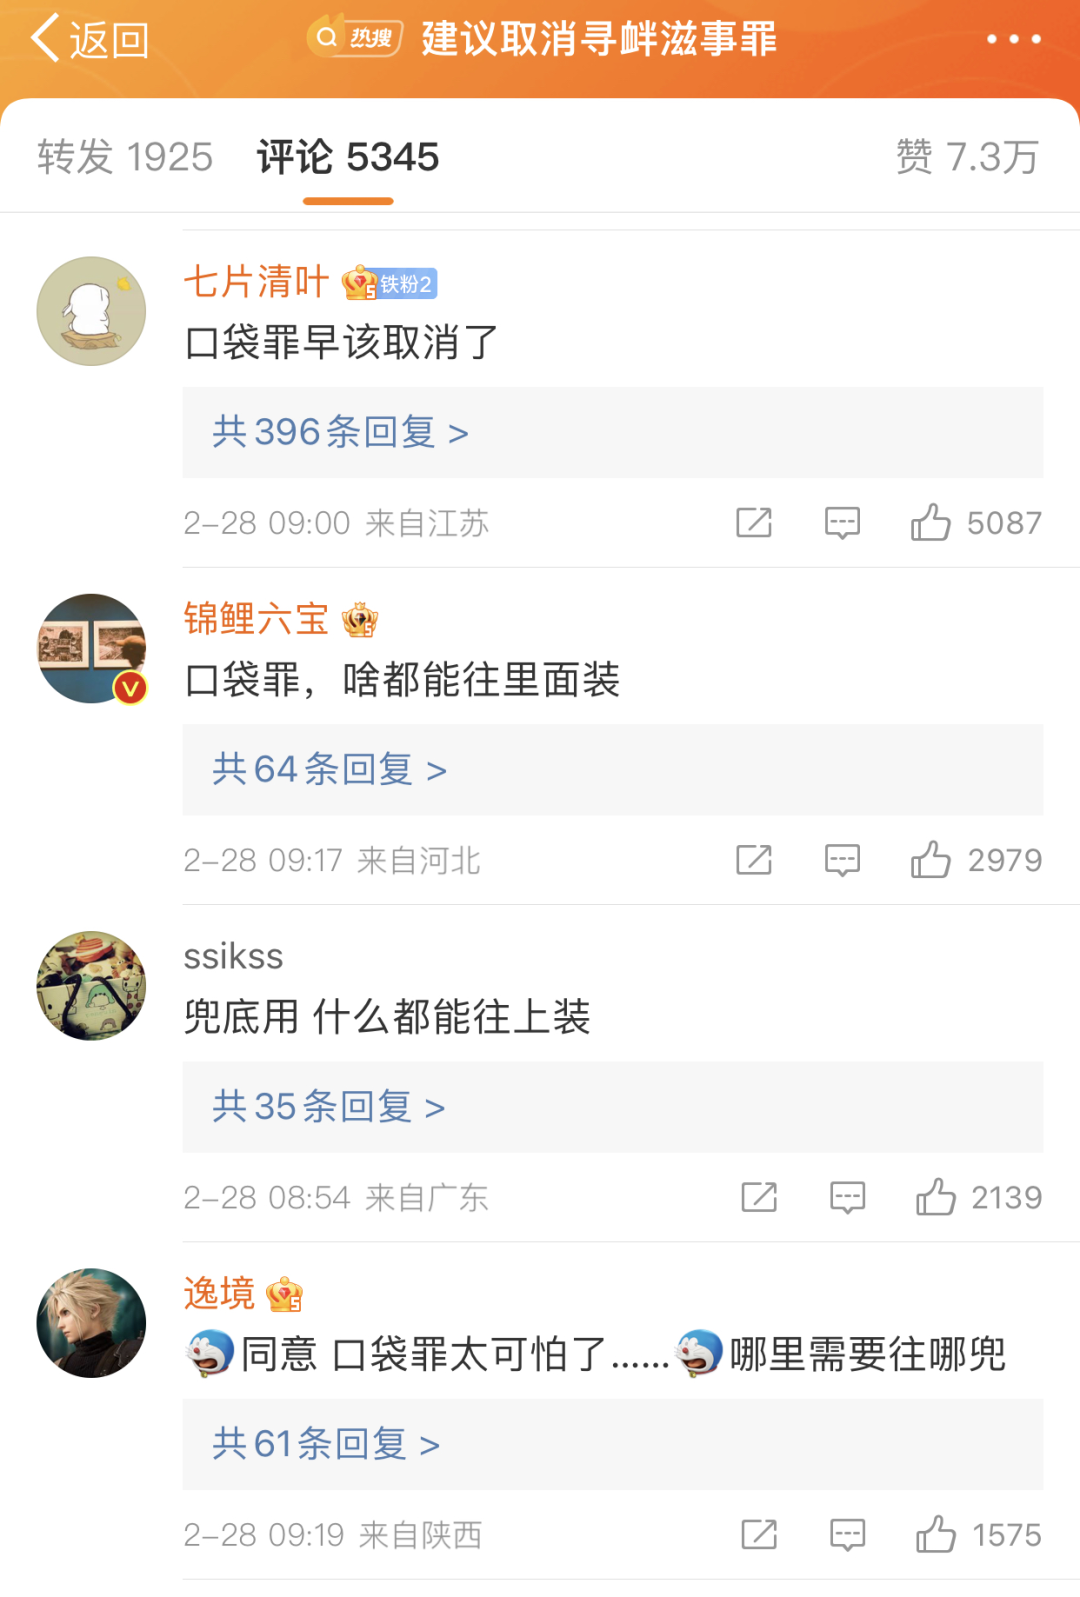 返回 热搜 建议取消寻衅滋事罪
转发 1925 评论 5345 赞 7.3万
七片清叶 5 铁粉2
口袋罪早该取消了
共396条回复 >
2-28 09:00 来自江苏 5087
锦鲤六宝 5
口袋罪，啥都能往里面装
共64条回复 >
2-28 09:17 来自河北 2979
ssikss
兜底用 什么都能往上装
共35条回复 >
2-28 08:54 来自广东 2139
逸境 5
同意 口袋罪太可怕了......哪里需要往哪兜
共61条回复 >
2-28 09:19 来自陕西 1575